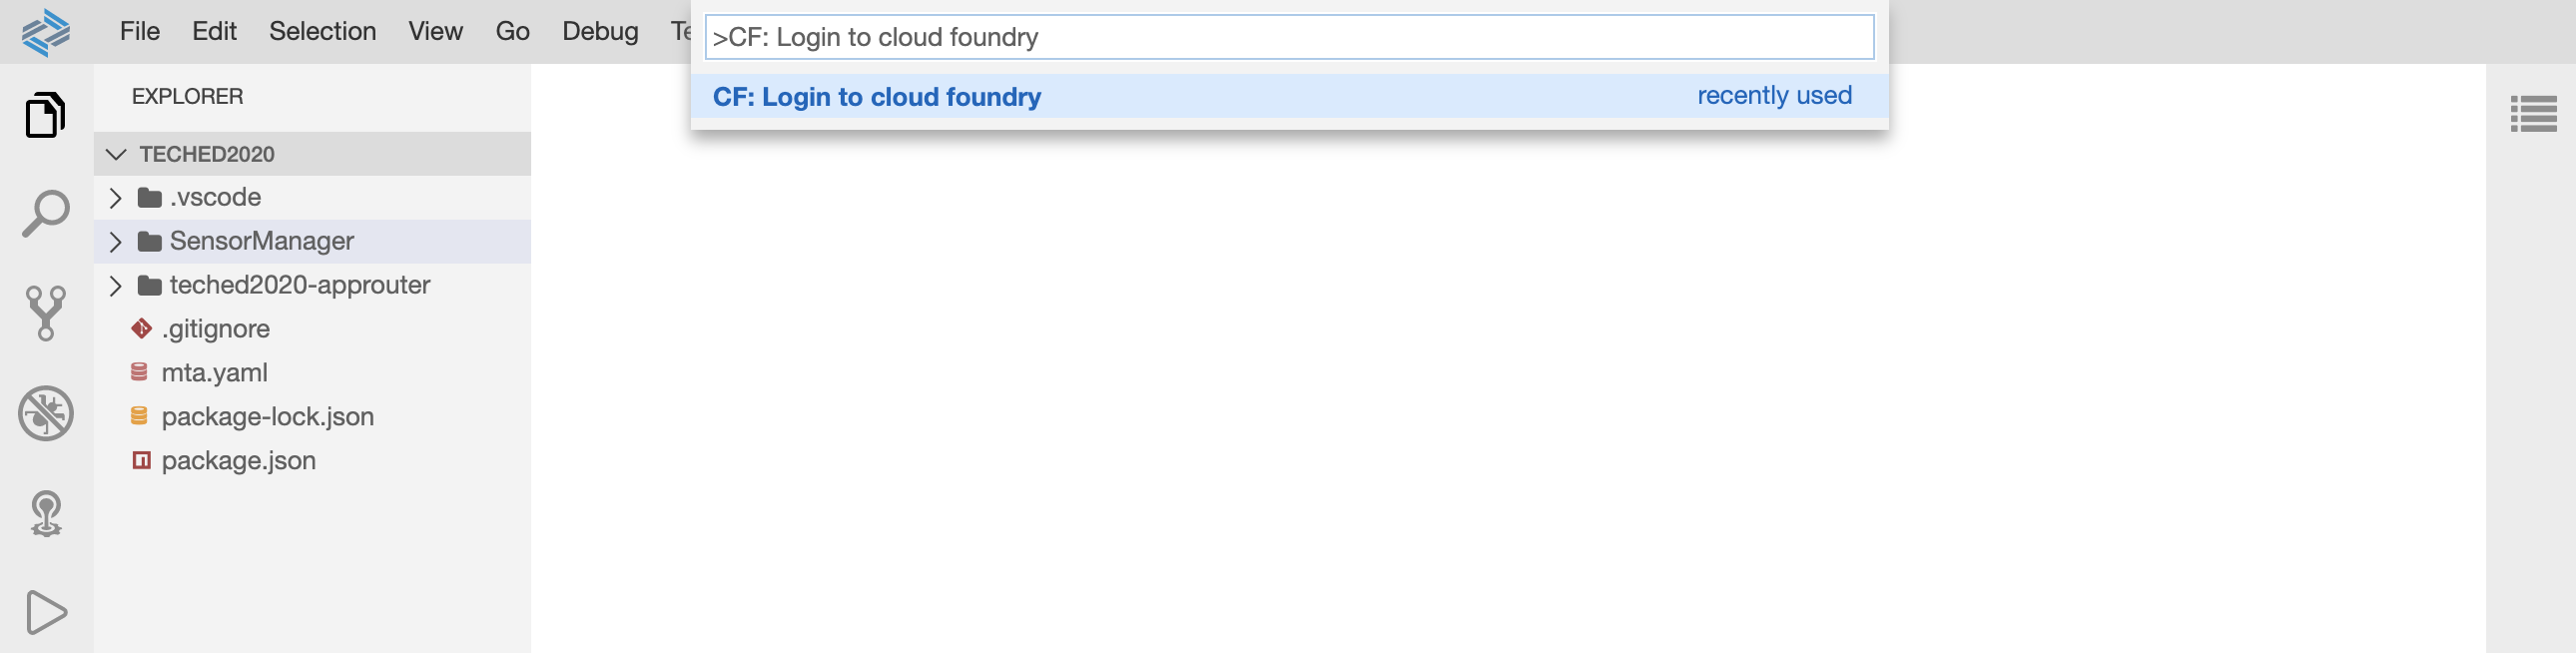 File Edit Selection View Go Debug
>CF: Login to cloud foundry
CF: Login to cloud foundry recently used
EXPLORER
TECHED2020
.vscode
SensorManager
teched2020-approuter
.gitignore
mta.yaml
package-lock.json
package.json